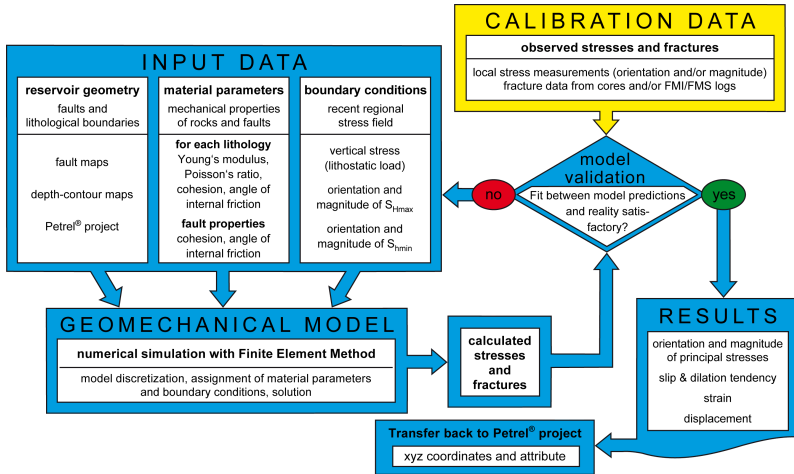 CALIBRATION DATA
observed stresses and fractures
local stress measurements (orientation and/or magnitude)
fracture data from cores and/or FMI/FMS logs
INPUT DATA
reservoir geometry
faults and
lithological boundaries
fault maps
depth-contour maps
Petrel® project
material parameters
mechanical properties
of rocks and faults
for each lithology
Young's modulus,
Poisson's ratio,
cohesion, angle of
internal friction
fault properties
cohesion, angle of
internal friction
boundary conditions
recent regional
stress field
vertical stress
(lithostatic load)
orientation and
magnitude of SHmax
orientation and
magnitude of Shmin
model
validation
Fit between model predictions
and reality satis-
factory?
no
yes
GEOMECHANICAL MODEL
numerical simulation with Finite Element Method
model discretization, assignment of material parameters
and boundary conditions, solution
calculated
stresses
and
fractures
RESULTS
orientation and magnitude
of principal stresses
slip & dilation tendency
strain
displacement
Transfer back to Petrel® project
xyz coordinates and attribute